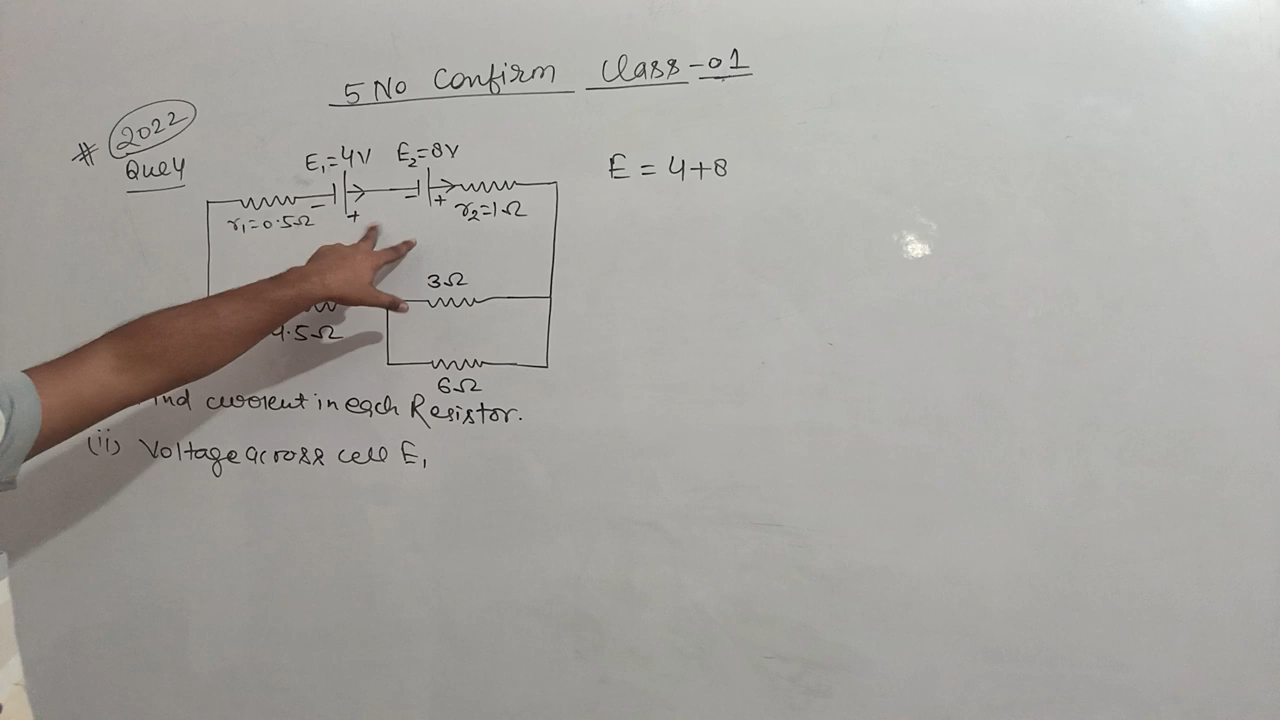 5 No Confirm Class-01
# 2022
Quey
E₁=4V E₂=8V
E = 4+8
- + - +
r₁=0.5Ω r₂=1Ω
3Ω
4.5Ω
6Ω
current in each Resistor.
(ii) Voltage across cell E₁